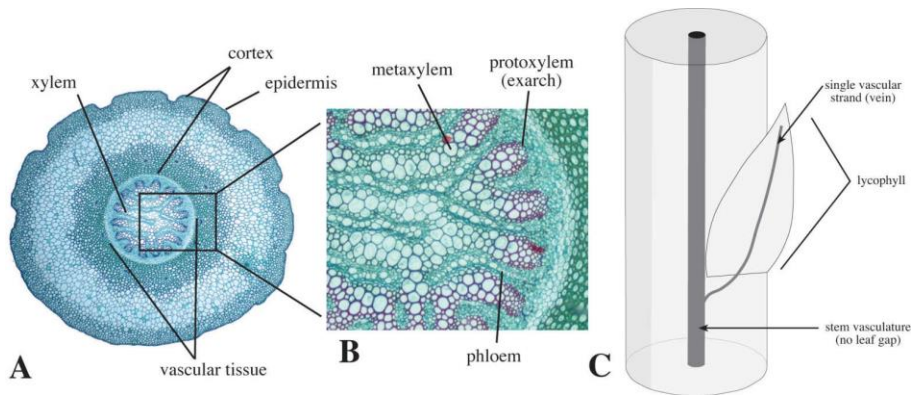 cortex
epidermis
xylem
vascular tissue
A
metaxylem
protoxylem
(exarch)
phloem
B
single vascular
strand (vein)
lycophyll
stem vasculature
(no leaf gap)
C